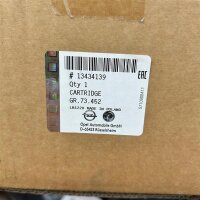 # 13434139
Qty 1
CARTRIDGE
GR.73.452
MADE IN POLAND
Opel Automobile GmbH
D-65423 Rüsselsheim
EAC